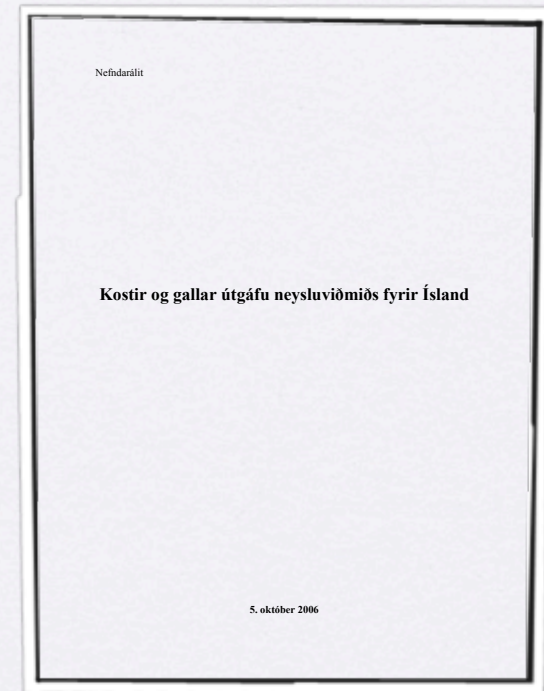 Nefndarálit
Kostir og gallar útgáfu neysluviðmiðs fyrir Ísland
5. október 2006